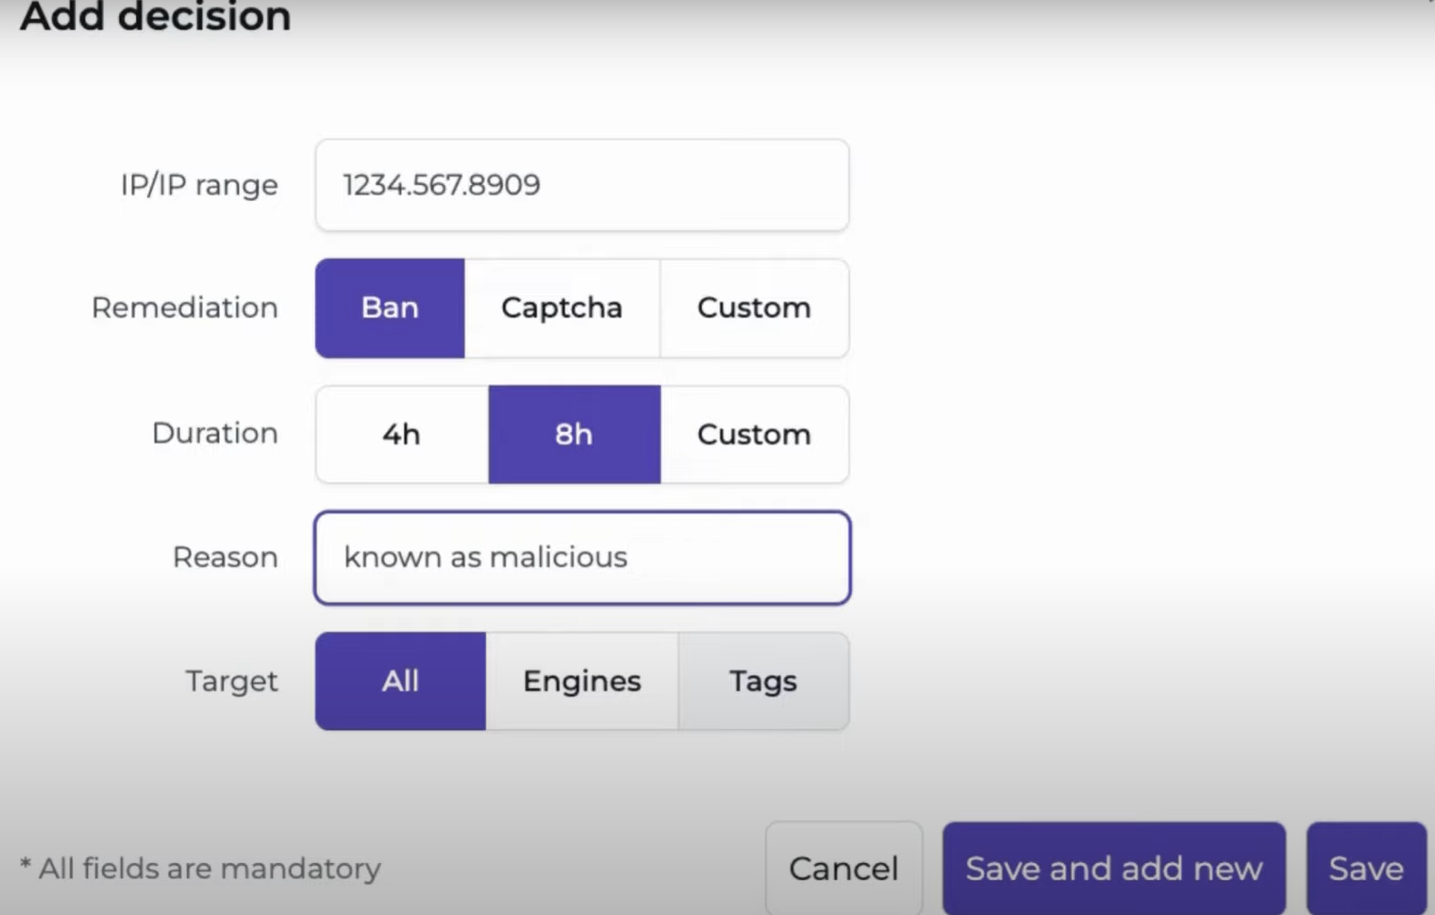 Add decision
IP/IP range
1234.567.8909
Remediation
Ban
Captcha
Custom
Duration
4h
8h
Custom
Reason
known as malicious
Target
All
Engines
Tags
* All fields are mandatory
Cancel
Save and add new
Save